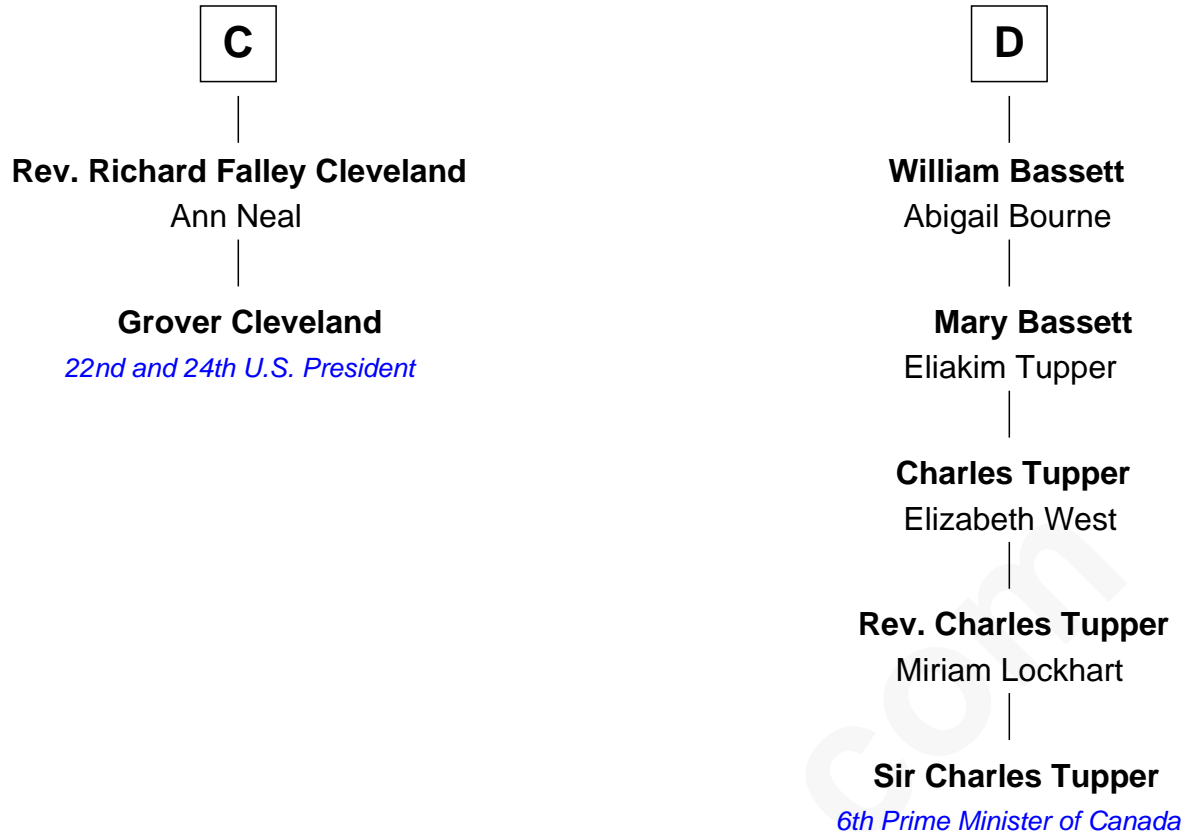 C
Rev. Richard Falley Cleveland
Ann Neal
Grover Cleveland
22nd and 24th U.S. President
D
William Bassett
Abigail Bourne
Mary Bassett
Eliakim Tupper
Charles Tupper
Elizabeth West
Rev. Charles Tupper
Miriam Lockhart
Sir Charles Tupper
6th Prime Minister of Canada
com